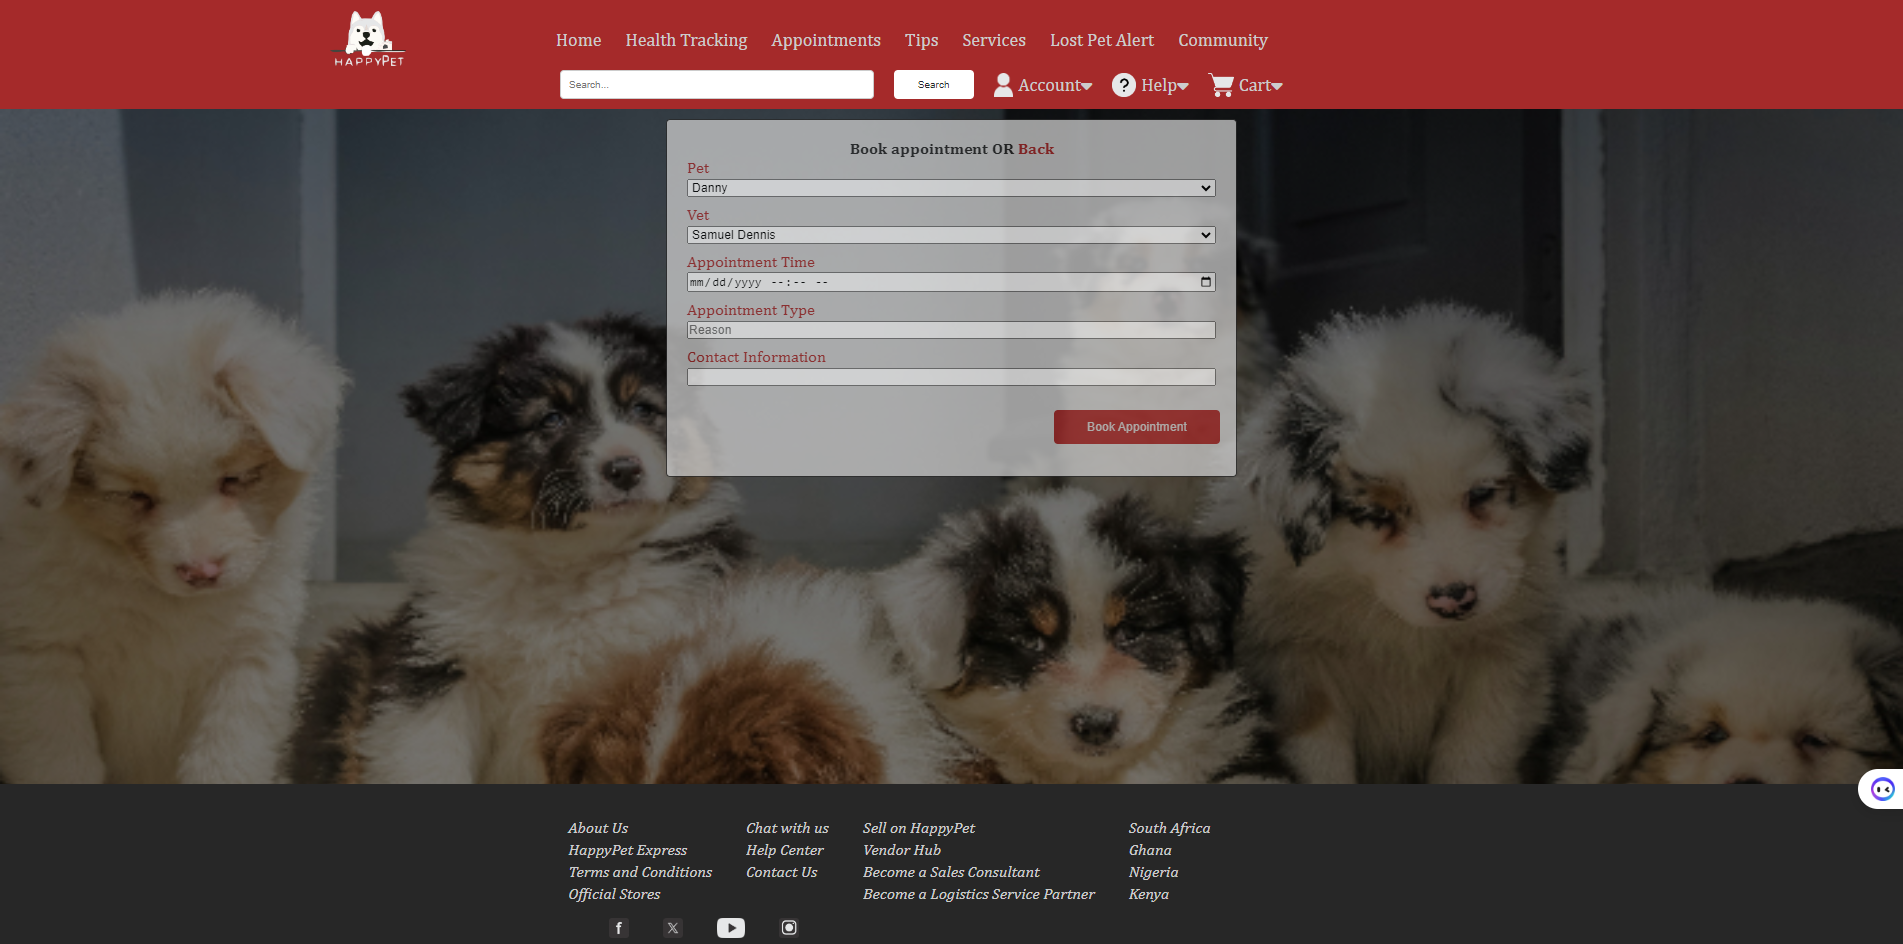 HAPPYPET
Home Health Tracking Appointments Tips Services Lost Pet Alert Community
Search... Search Account ? Help Cart
Book appointment OR Back
Pet
Danny
Vet
Samuel Dennis
Appointment Time
mm/dd/yyyy --:-- --
Appointment Type
Reason
Contact Information
Book Appointment
About Us Chat with us Sell on HappyPet South Africa
HappyPet Express Help Center Vendor Hub Ghana
Terms and Conditions Contact Us Become a Sales Consultant Nigeria
Official Stores Become a Logistics Service Partner Kenya